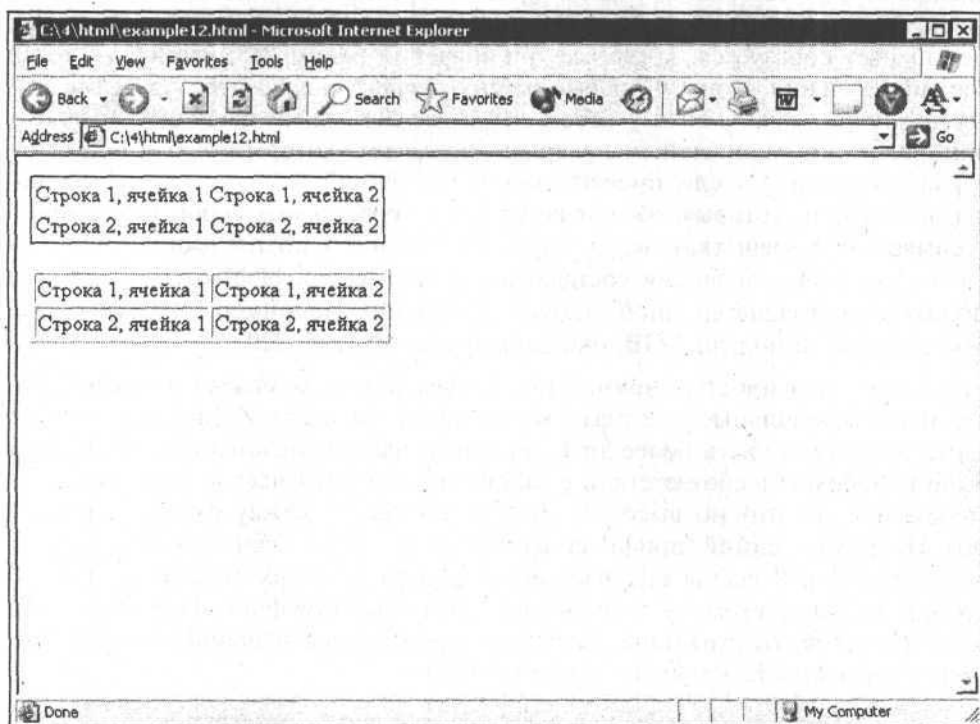 C:\4\html\example12.html - Microsoft Internet Explorer
File Edit View Favorites Tools Help
Back Search Favorites Media
Address C:\4\html\example12.html Go
Строка 1, ячейка 1 Строка 1, ячейка 2
Строка 2, ячейка 1 Строка 2, ячейка 2
Строка 1, ячейка 1 Строка 1, ячейка 2
Строка 2, ячейка 1 Строка 2, ячейка 2
Done My Computer